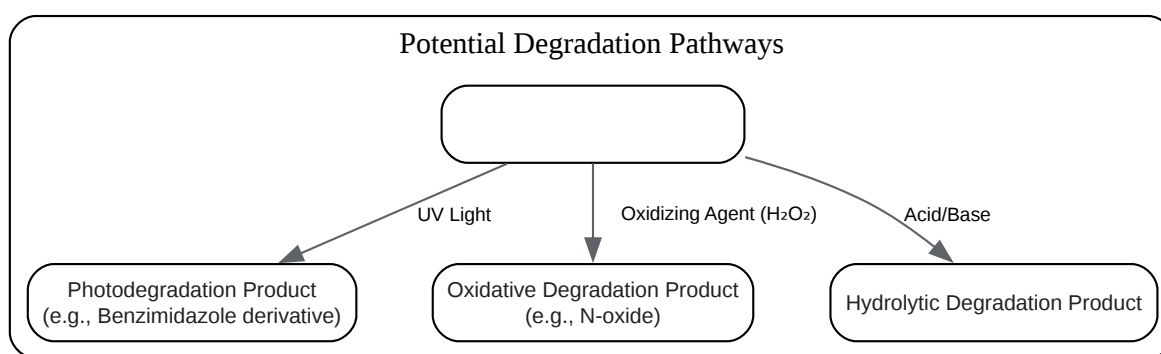 Potential Degradation Pathways
UV Light
Oxidizing Agent (H₂O₂)
Acid/Base
Photodegradation Product
(e.g., Benzimidazole derivative)
Oxidative Degradation Product
(e.g., N-oxide)
Hydrolytic Degradation Product